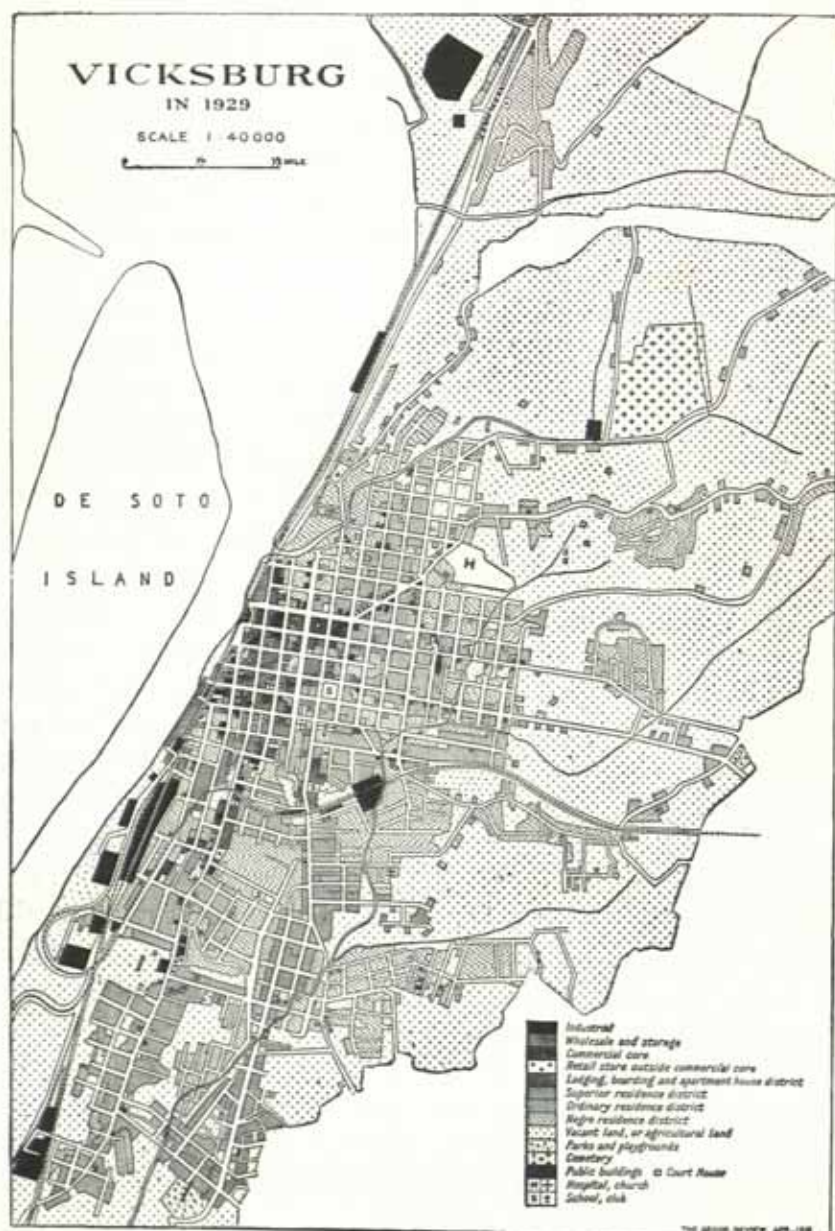 VICKSBURG
IN 1929
SCALE 1:40000
MILE
DE SOTO
ISLAND
H
Industrial
Wholesale and storage
Commercial core
Retail store outside commercial core
Lodging, boarding and apartment house district
Superior residence district
Ordinary residence district
Negro residence district
Vacant land, or agricultural land
Parks and playgrounds
Cemetery
Public buildings Court House
Hospital, church
School, club